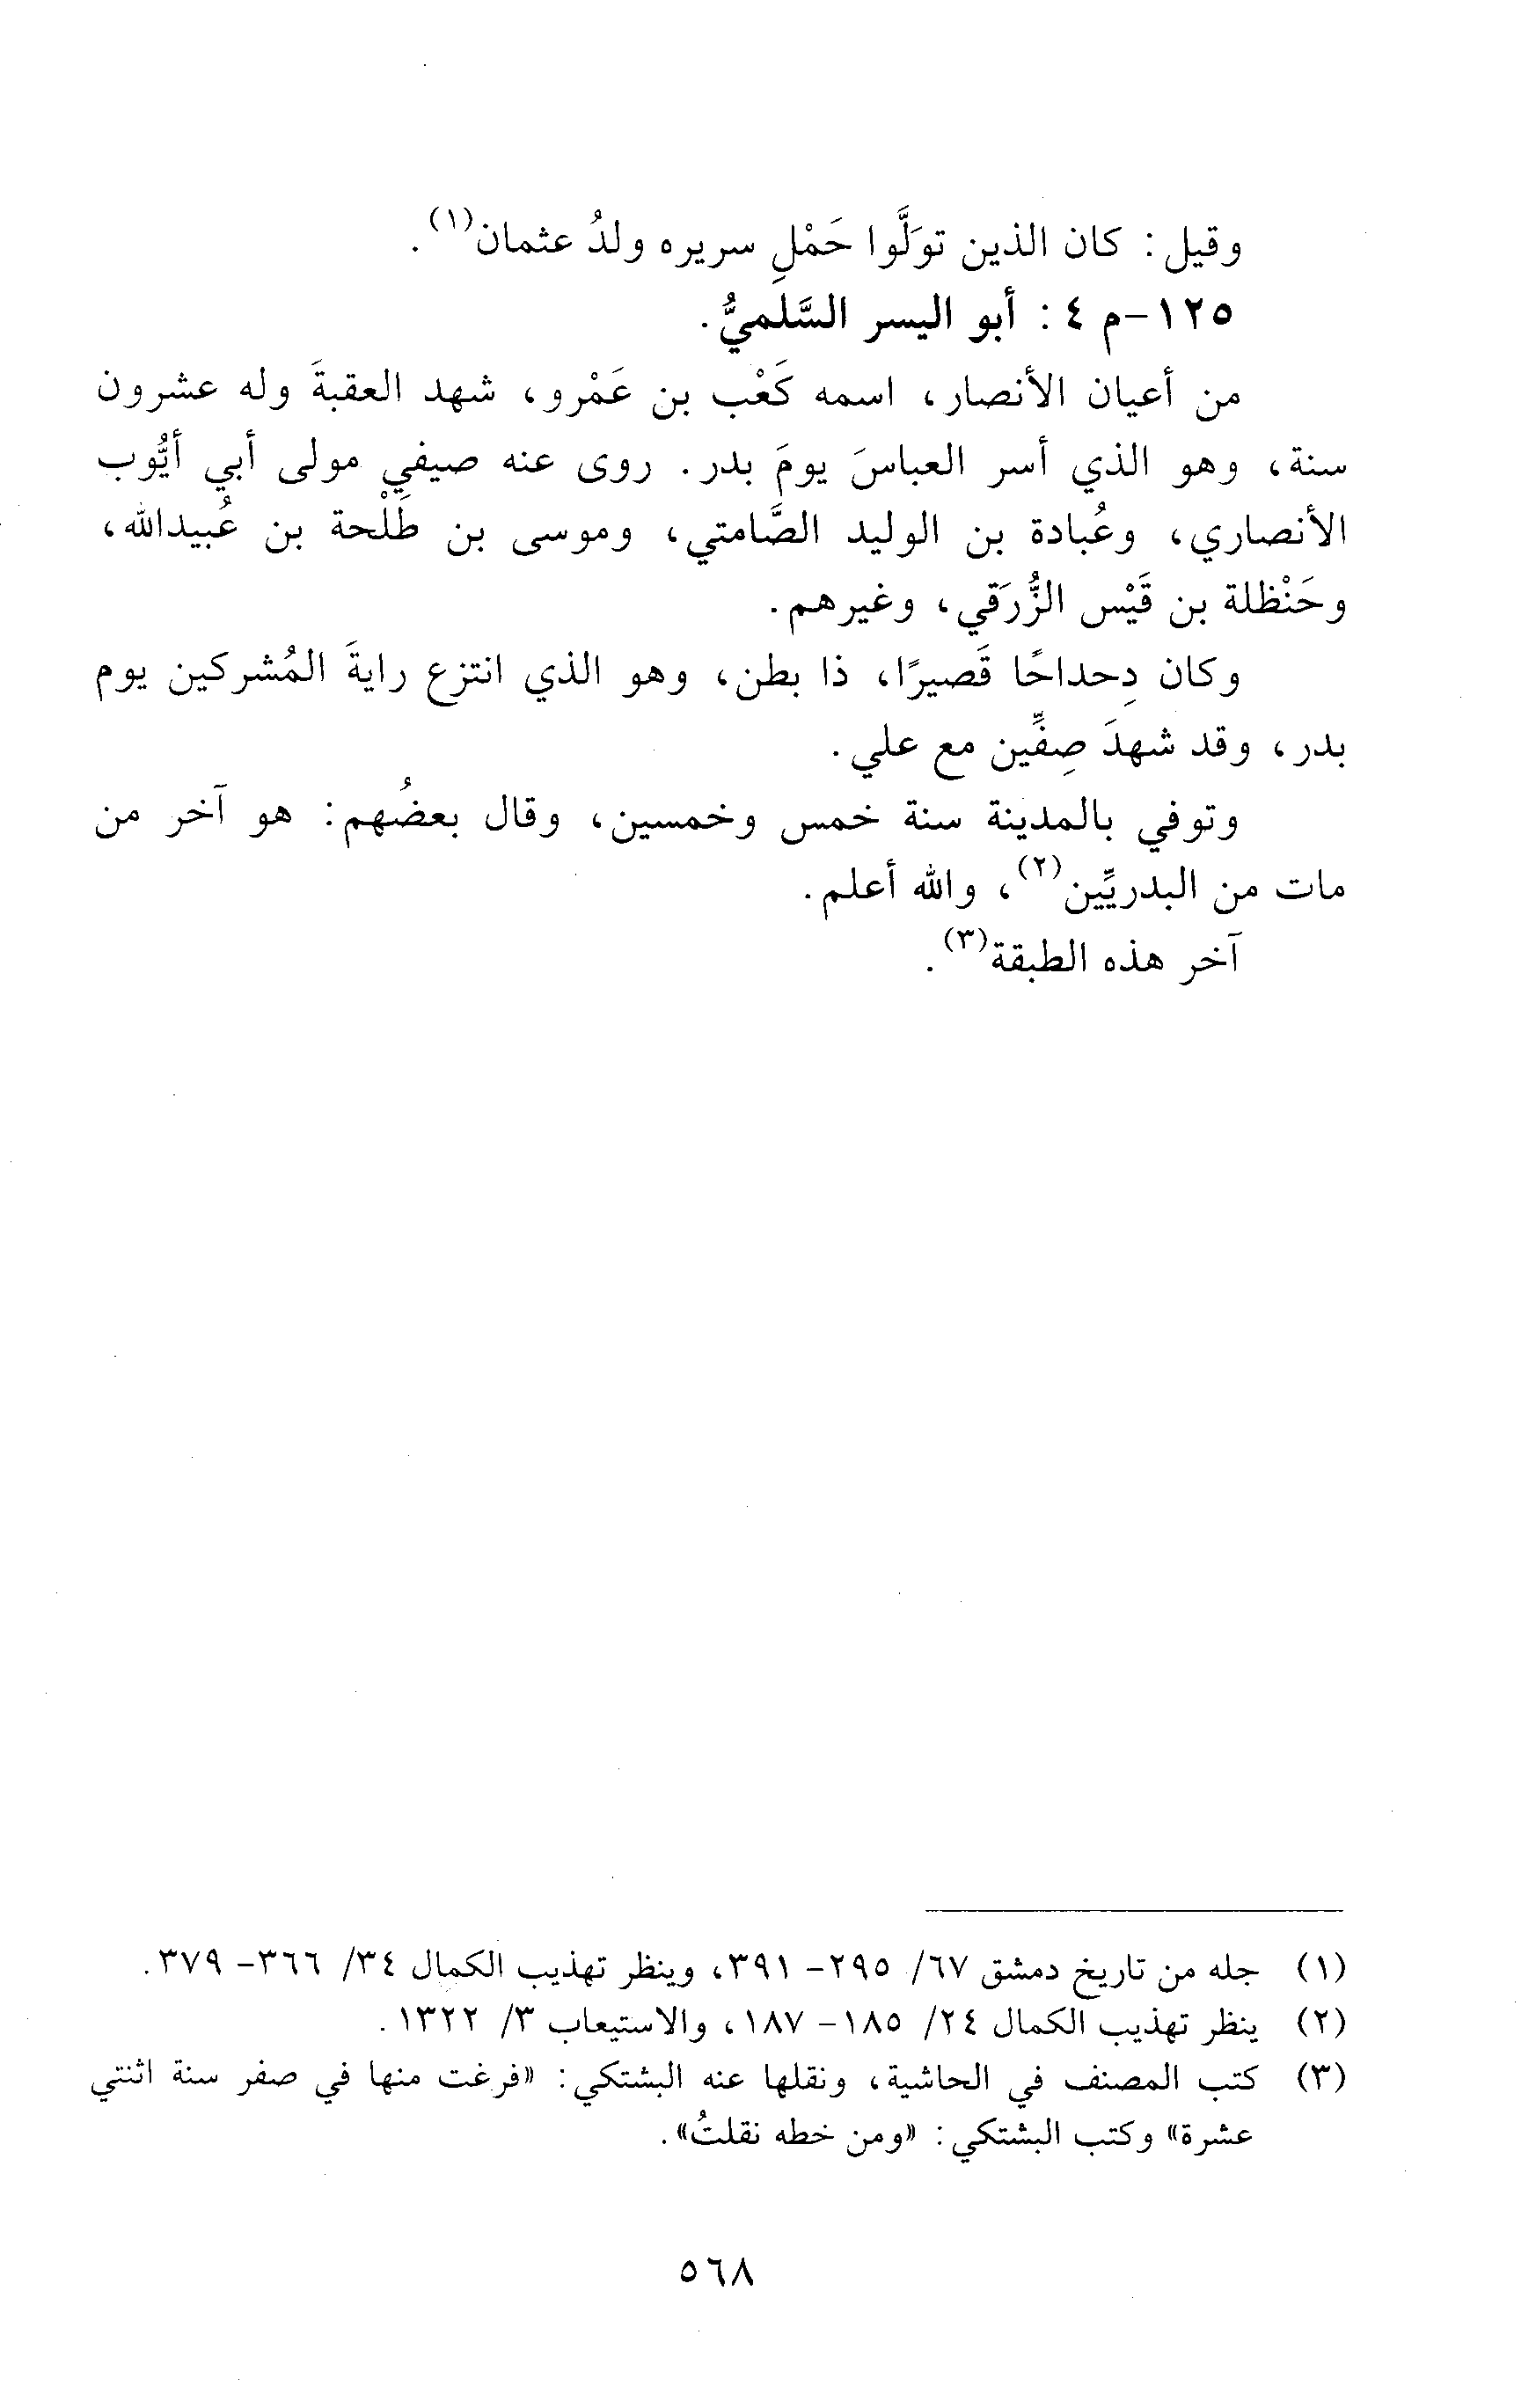 وقيل: كان الذين تولَّوا حَمْلِ سريره ولدُ عثمان(١).
١٢٥-م ٤: أبو اليسر السَّلَميُّ.
من أعيان الأنصار، اسمه كَعْب بن عَمْرو، شهد العقبةَ وله عشرون
سنة، وهو الذي أسر العباسَ يومَ بدر. روى عنه صيفي مولى أبي أيُّوب
الأنصاري، وعُبادة بن الوليد الصَّامتي، وموسى بن طَلْحة بن عُبيدالله،
وحَنْظلة بن قَيْس الزُّرَقي، وغيرهم.
وكان دِحداحًا قَصيرًا، ذا بطن، وهو الذي انتزع رايةَ المُشركين يوم
بدر، وقد شهدَ صِفِّين مع علي.
وتوفي بالمدينة سنة خمس وخمسين، وقال بعضُهم: هو آخر من
مات من البدريِّين(٢)، والله أعلم.
آخر هذه الطبقة(٣).
(١) جله من تاريخ دمشق ٦٧/ ٢٩٥- ٣٩١، وينظر تهذيب الكمال ٣٤/ ٣٦٦- ٣٧٩.
(٢) ينظر تهذيب الكمال ٢٤/ ١٨٥- ١٨٧، والاستيعاب ٣/ ١٣٢٢.
(٣) كتب المصنف في الحاشية، ونقلها عنه البشتكي: «فرغت منها في صفر سنة اثنتي
عشرة» وكتب البشتكي: «ومن خطه نقلتُ».
٥٦٨